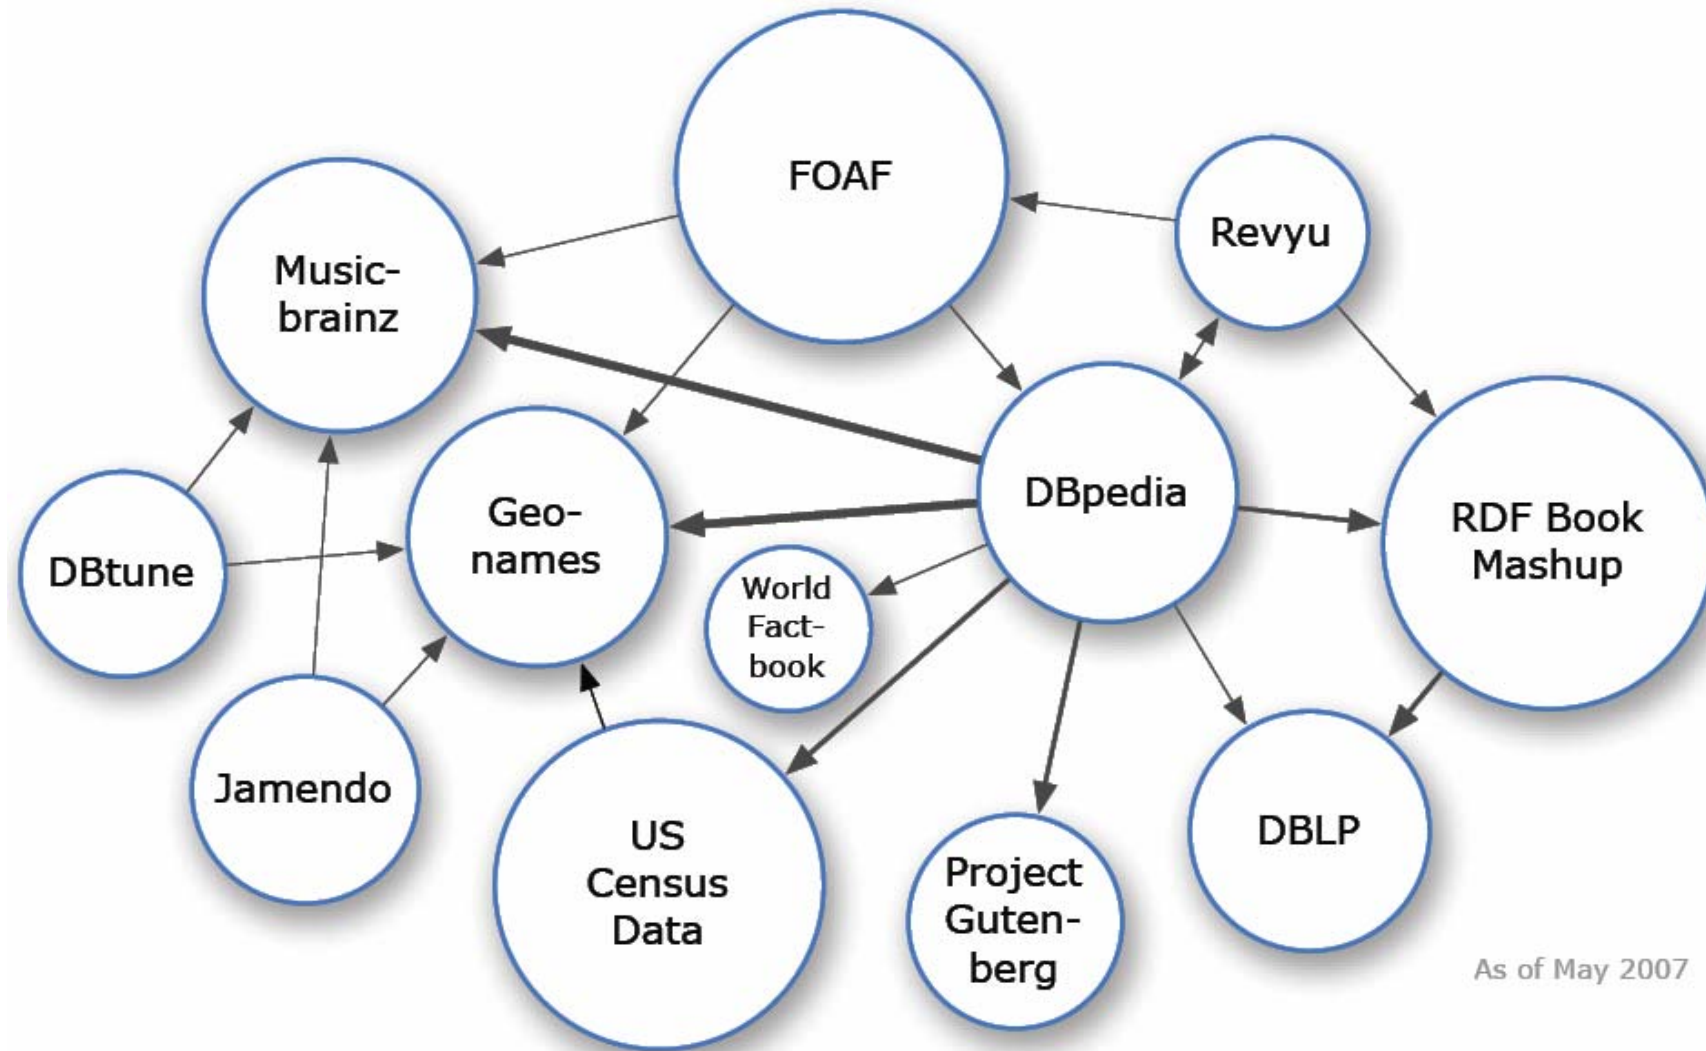 FOAF
Revyu
Music-
brainz
DBpedia
Geo-
names
RDF Book
Mashup
DBtune
World
Fact-
book
Jamendo
US
Census
Data
Project
Guten-
berg
DBLP
As of May 2007